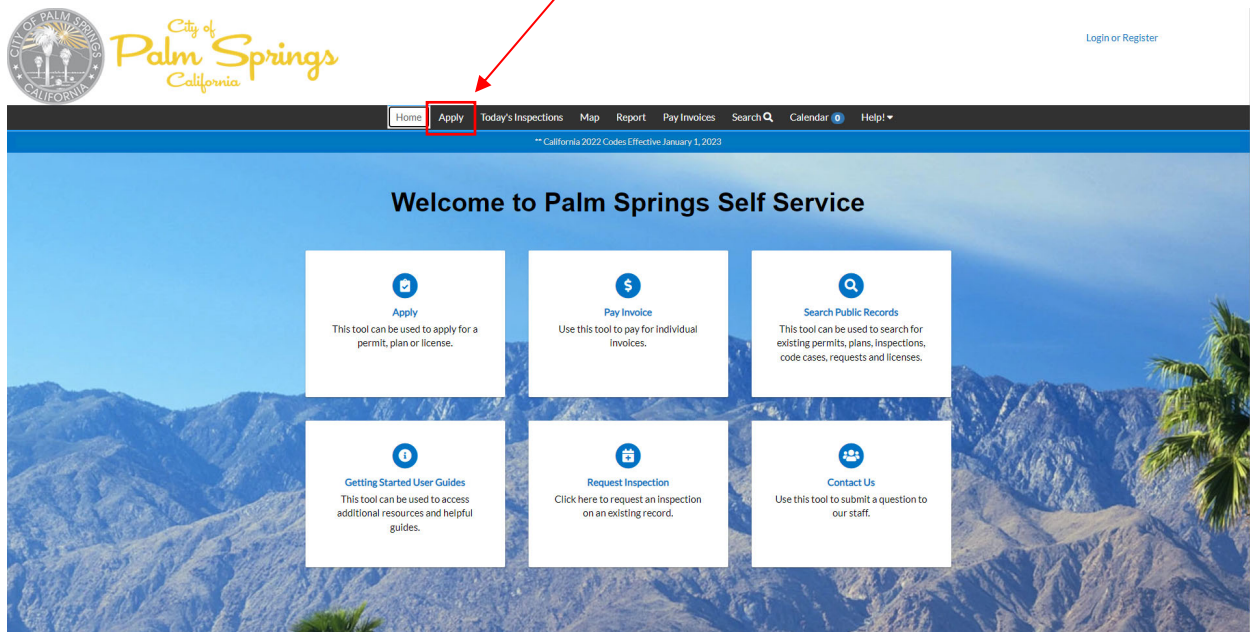 CITY OF PALM SPRINGS
CALIFORNIA
City of
Palm Springs
California
Login or Register
Home Apply Today's Inspections Map Report Pay Invoices Search Calendar 0 Help!
** California 2022 Codes Effective January 1, 2023
Welcome to Palm Springs Self Service
Apply
This tool can be used to apply for a
permit, plan or license.
Pay Invoice
Use this tool to pay for individual
invoices.
Search Public Records
This tool can be used to search for
existing permits, plans, inspections,
code cases, requests and licenses.
Getting Started User Guides
This tool can be used to access
additional resources and helpful
guides.
Request Inspection
Click here to request an inspection
on an existing record.
Contact Us
Use this tool to submit a question to
our staff.